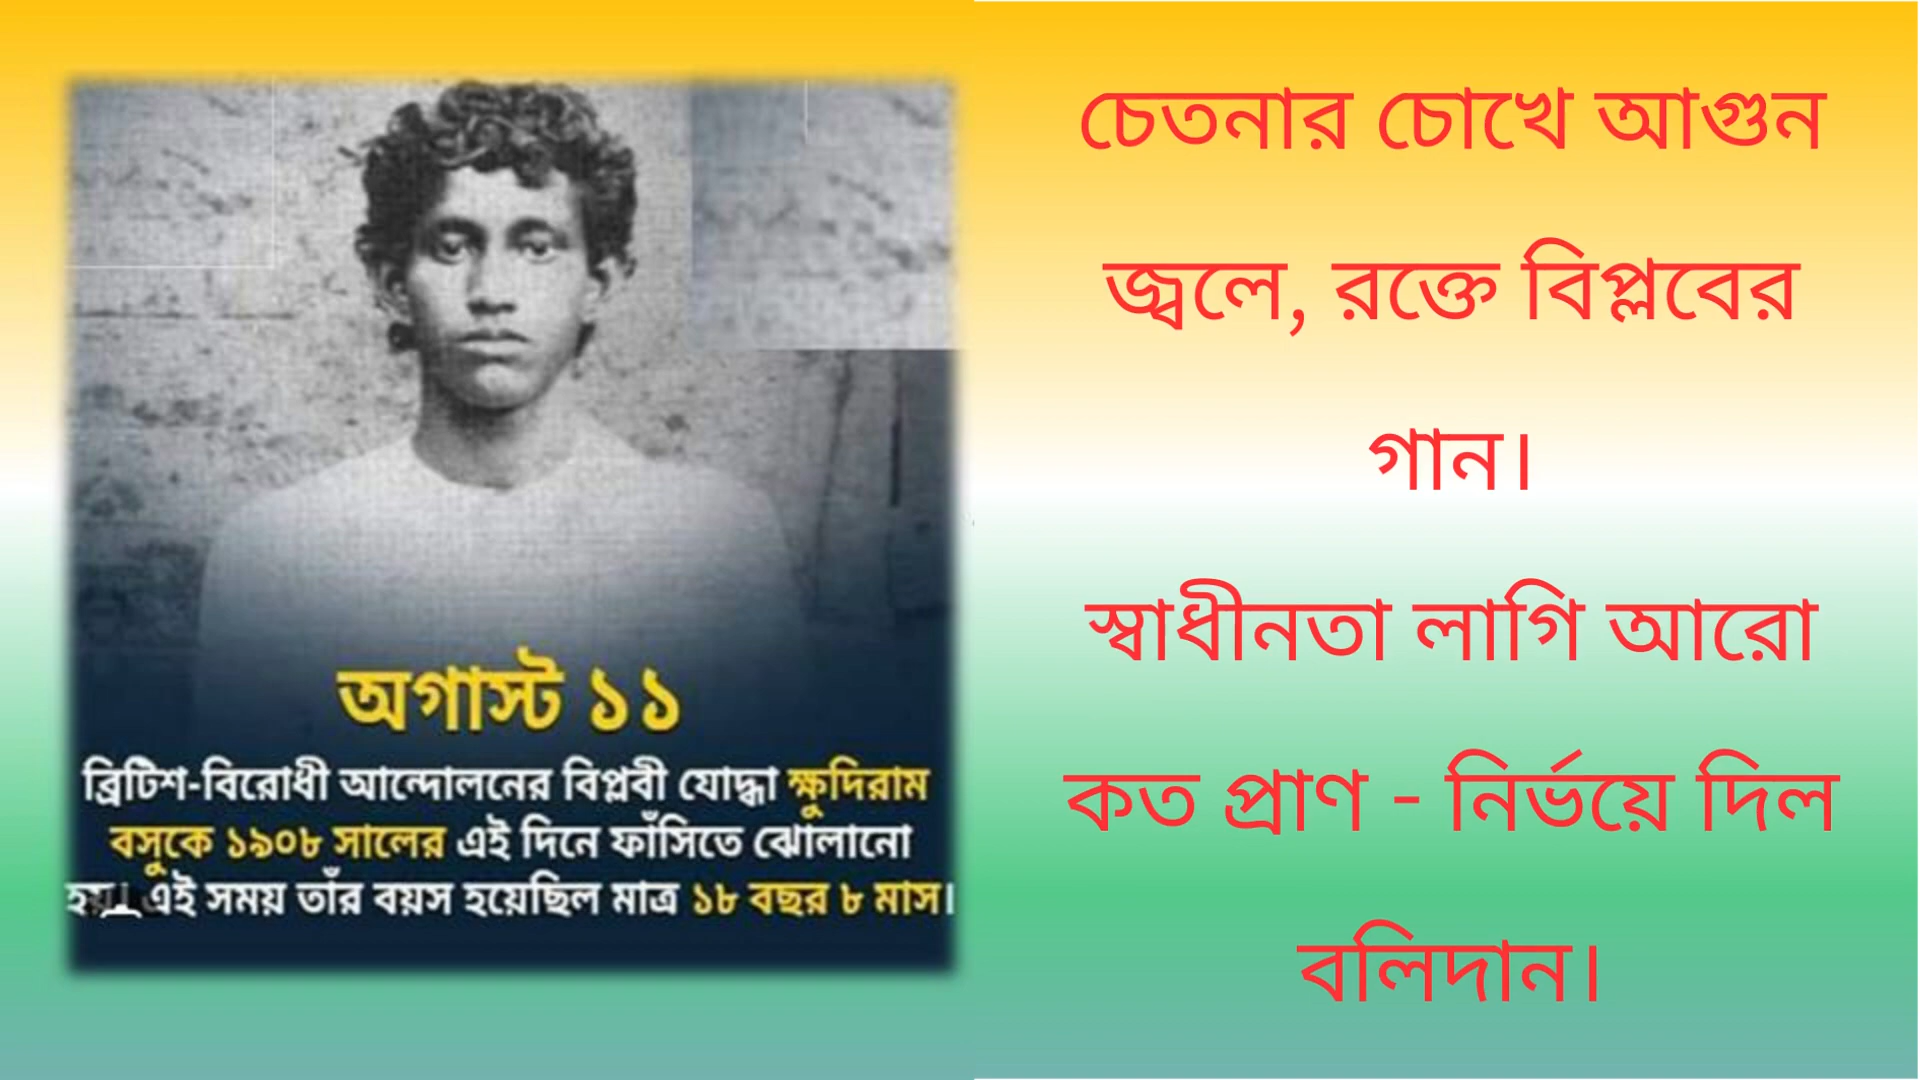 অগাস্ট ১১
ব্রিটিশ-বিরোধী আন্দোলনের বিপ্লবী যোদ্ধা ক্ষুদিরাম
বসুকে ১৯০৮ সালের এই দিনে ফাঁসিতে ঝোলানো
এই সময় তাঁর বয়স হয়েছিল মাত্র ১৮ বছর ৮ মাস।
চেতনার চোখে আগুন
জ্বলে, রক্তে বিপ্লবের
গান।
স্বাধীনতা লাগি আরো
কত প্রাণ - নির্ভয়ে দিল
বলিদান।